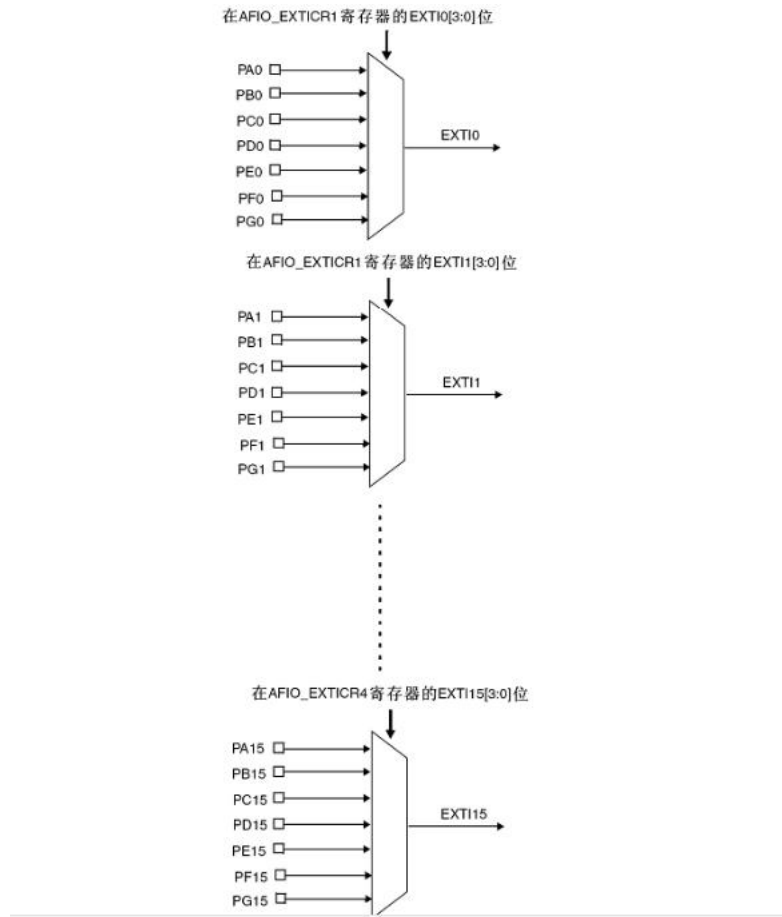 在AFIO_EXTICR1寄存器的EXTI0[3:0]位
PA0
PB0
PC0
PD0
PE0
PF0
PG0
EXTI0
在AFIO_EXTICR1寄存器的EXTI1[3:0]位
PA1
PB1
PC1
PD1
PE1
PF1
PG1
EXTI1
在AFIO_EXTICR4寄存器的EXTI15[3:0]位
PA15
PB15
PC15
PD15
PE15
PF15
PG15
EXTI15